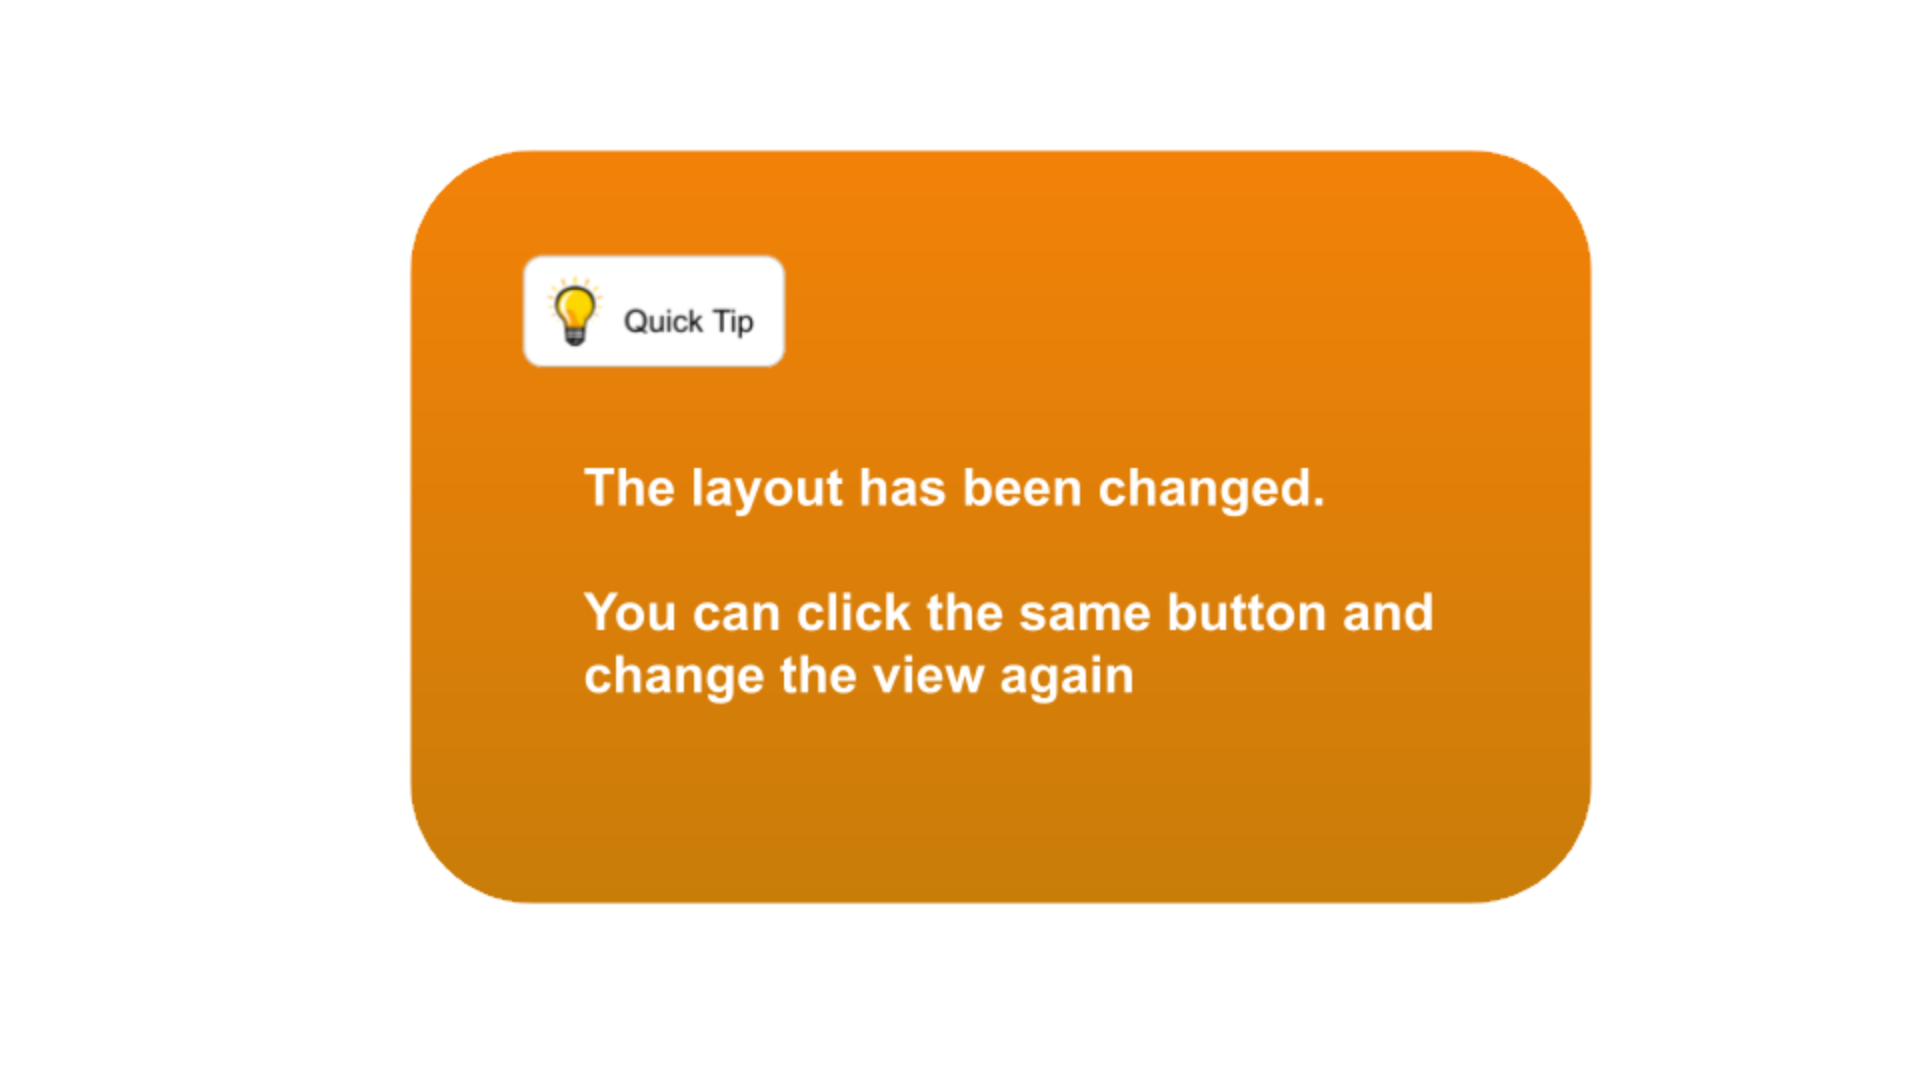 Quick Tip
The layout has been changed.
You can click the same button and
change the view again